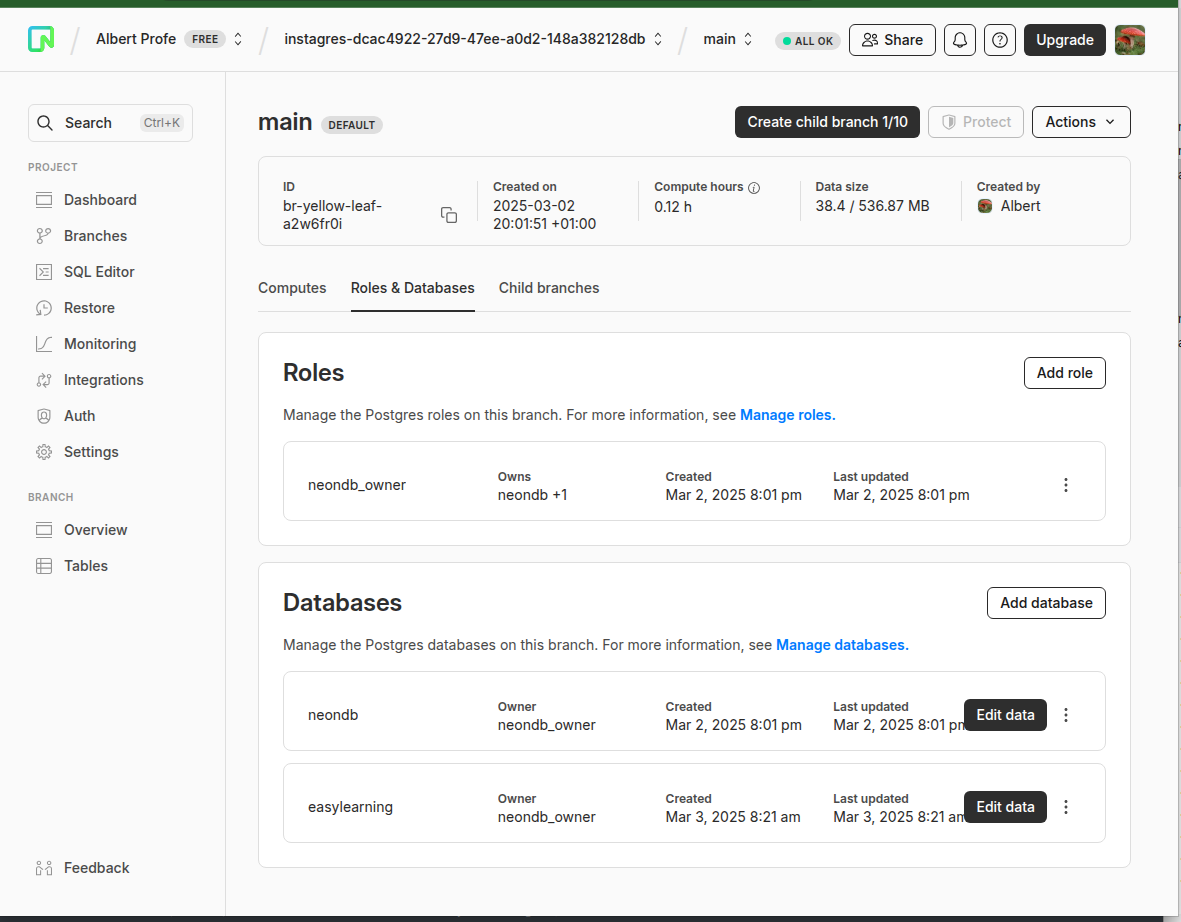 Albert Profe FREE
instagres-dcac4922-27d9-47ee-a0d2-148a382128db
main
ALL OK
Share
Upgrade
Search Ctrl+K
PROJECT
Dashboard
Branches
SQL Editor
Restore
Monitoring
Integrations
Auth
Settings
BRANCH
Overview
Tables
Feedback
main DEFAULT
Create child branch 1/10
Protect
Actions
ID
br-yellow-leaf-
a2w6fr0i
Created on
2025-03-02
20:01:51 +01:00
Compute hours
0.12 h
Data size
38.4 / 536.87 MB
Created by
Albert
Computes
Roles & Databases
Child branches
Roles
Add role
Manage the Postgres roles on this branch. For more information, see Manage roles.
neondb_owner
Owns
neondb +1
Created
Mar 2, 2025 8:01 pm
Last updated
Mar 2, 2025 8:01 pm
Databases
Add database
Manage the Postgres databases on this branch. For more information, see Manage databases.
neondb
Owner
neondb_owner
Created
Mar 2, 2025 8:01 pm
Last updated
Mar 2, 2025 8:01 pm
Edit data
easylearning
Owner
neondb_owner
Created
Mar 3, 2025 8:21 am
Last updated
Mar 3, 2025 8:21 am
Edit data